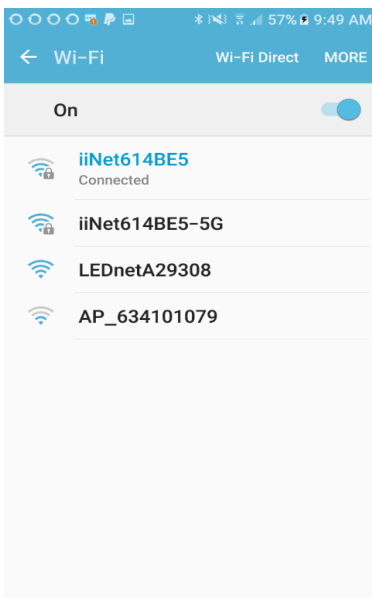 57% 9:49 AM
Wi-Fi Wi-Fi Direct MORE
On
iiNet614BE5
Connected
iiNet614BE5-5G
LEDnetA29308
AP_634101079